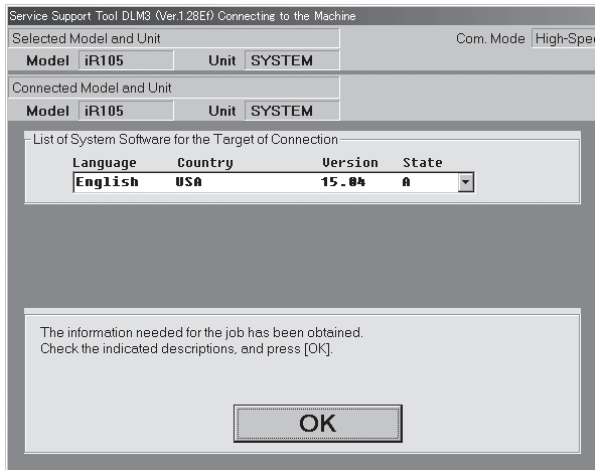 Service Support Tool DLM3 (Ver.1.28Ef) Connecting to the Machine
Selected Model and Unit Com. Mode High-Spee
Model iR105 Unit SYSTEM
Connected Model and Unit
Model iR105 Unit SYSTEM
List of System Software for the Target of Connection
Language Country Version State
English USA 15.04 A
The information needed for the job has been obtained.
Check the indicated descriptions, and press [OK].
OK